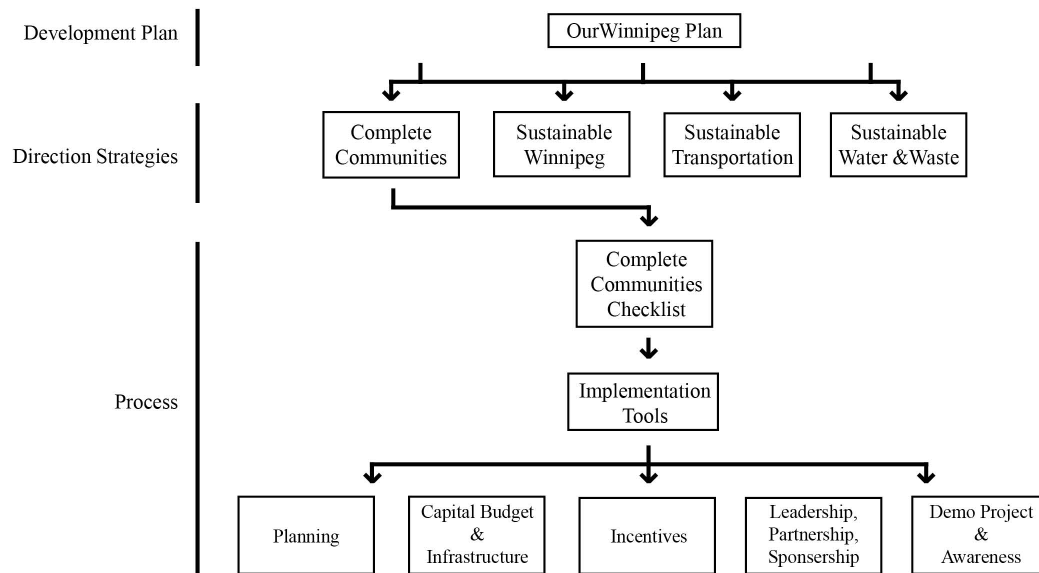 Development Plan
OurWinnipeg Plan
Direction Strategies
Complete
Communities
Sustainable
Winnipeg
Sustainable
Transportation
Sustainable
Water &Waste
Process
Complete
Communities
Checklist
Implementation
Tools
Planning
Capital Budget
&
Infrastructure
Incentives
Leadership,
Partnership,
Sponsership
Demo Project
&
Awareness